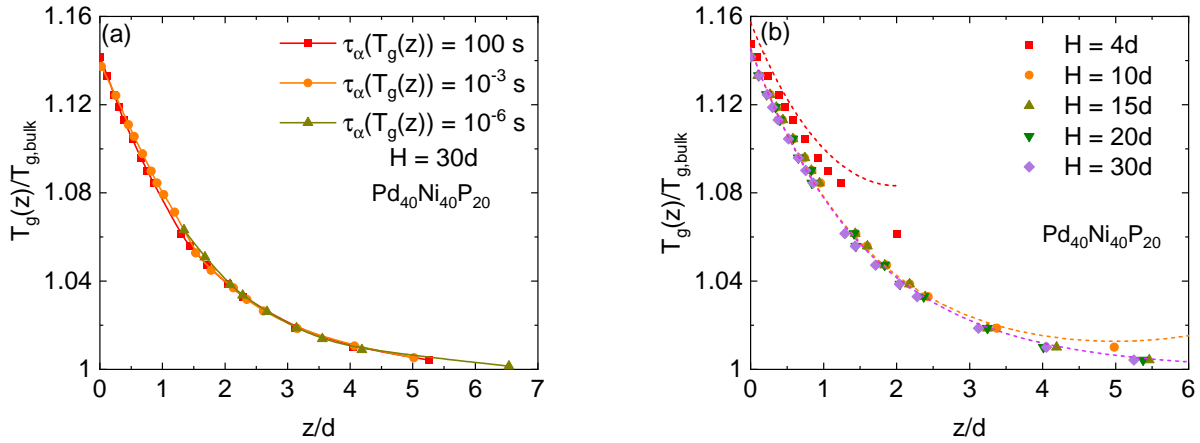 (a)
τα(Tg(z)) = 100 s
τα(Tg(z)) = 10⁻³ s
τα(Tg(z)) = 10⁻⁶ s
H = 30d
Pd₄₀Ni₄₀P₂₀
Tg(z)/Tg,bulk
1.16
1.12
1.08
1.04
1
0 1 2 3 4 5 6 7
z/d
(b)
H = 4d
H = 10d
H = 15d
H = 20d
H = 30d
Pd₄₀Ni₄₀P₂₀
Tg(z)/Tg,bulk
1.16
1.12
1.08
1.04
1
0 1 2 3 4 5 6
z/d